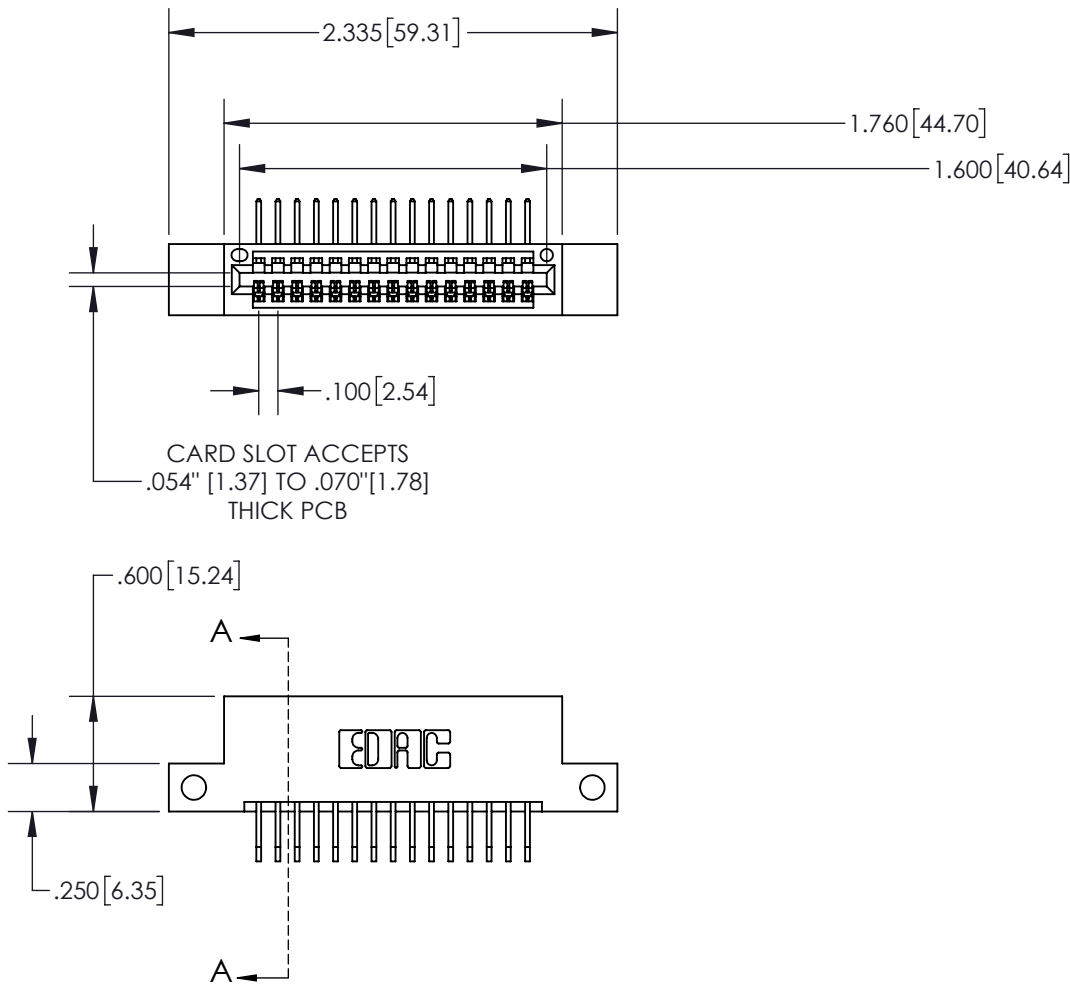 2.335[59.31]
1.760[44.70]
1.600[40.64]
.100[2.54]
CARD SLOT ACCEPTS
.054" [1.37] TO .070"[1.78]
THICK PCB
.600[15.24]
A
EDAC
.250[6.35]
A